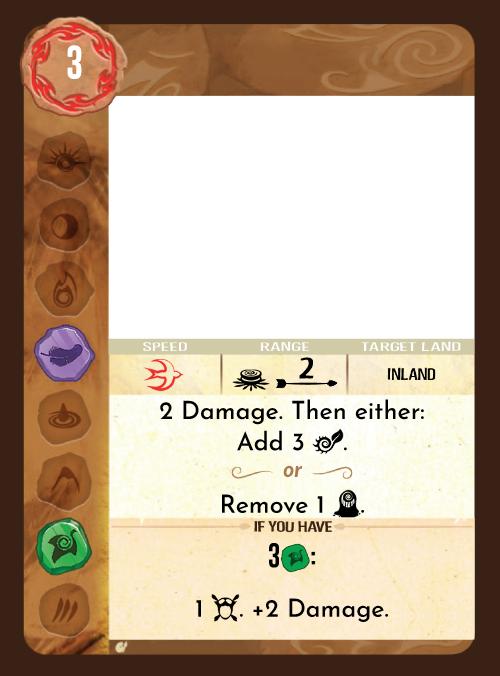 3
SPEED RANGE TARGET LAND
2 INLAND
2 Damage. Then either:
Add 3 .
or
Remove 1 .
IF YOU HAVE
3 :
1 . +2 Damage.